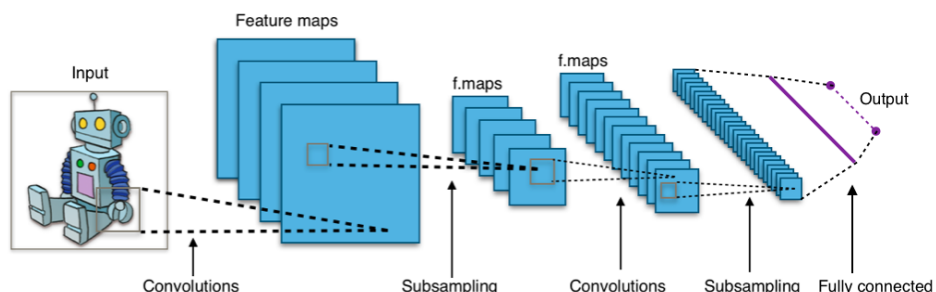 Feature maps
Input
f.maps
f.maps
Output
Convolutions
Subsampling
Convolutions
Subsampling
Fully connected